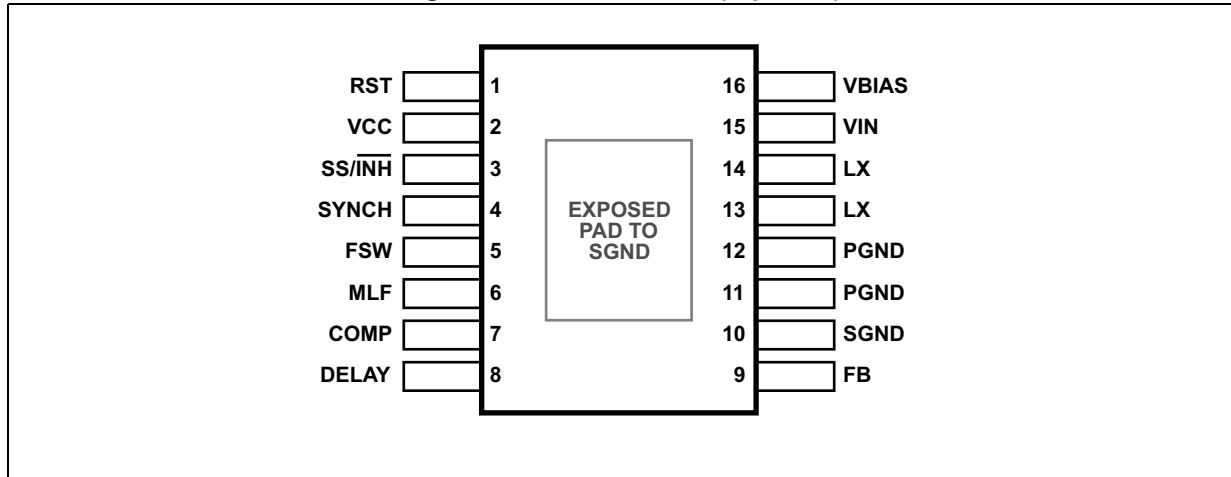 RST 1
VCC 2
SS/INH 3
SYNCH 4
FSW 5
MLF 6
COMP 7
DELAY 8
EXPOSED
PAD TO
SGND
16 VBIAS
15 VIN
14 LX
13 LX
12 PGND
11 PGND
10 SGND
9 FB